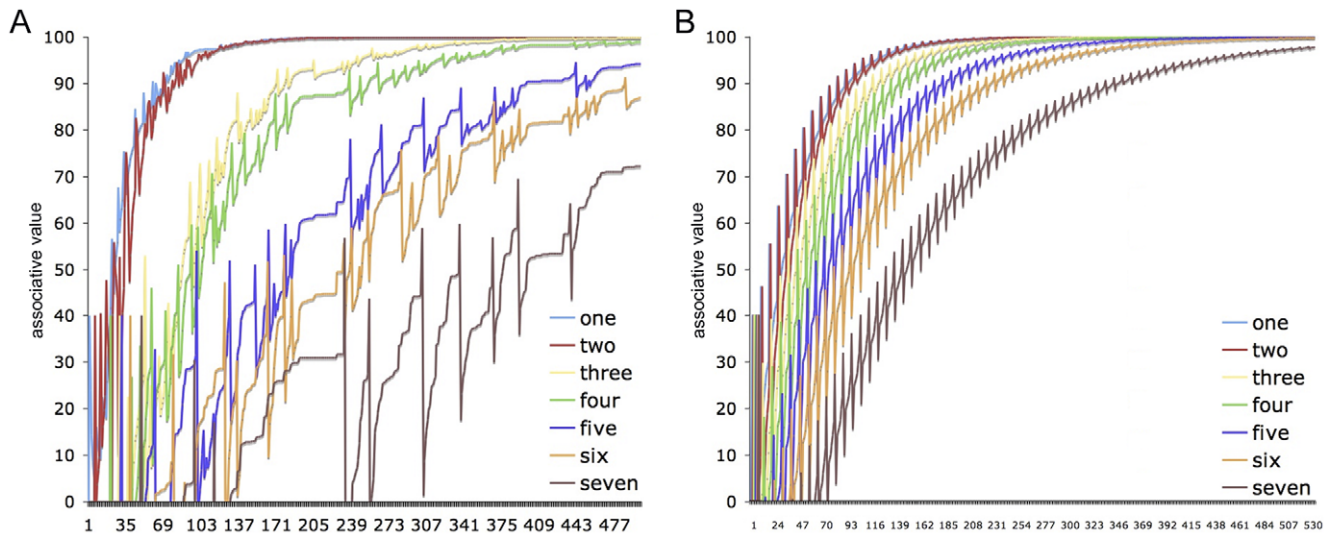 A
associative value
100
90
80
70
60
50
40
30
20
10
0
1 35 69 103 137 171 205 239 273 307 341 375 409 443 477
one
two
three
four
five
six
seven
B
associative value
100
90
80
70
60
50
40
30
20
10
0
1 24 47 70 93 116 139 162 185 208 231 254 277 300 323 346 369 392 415 438 461 484 507 530
one
two
three
four
five
six
seven